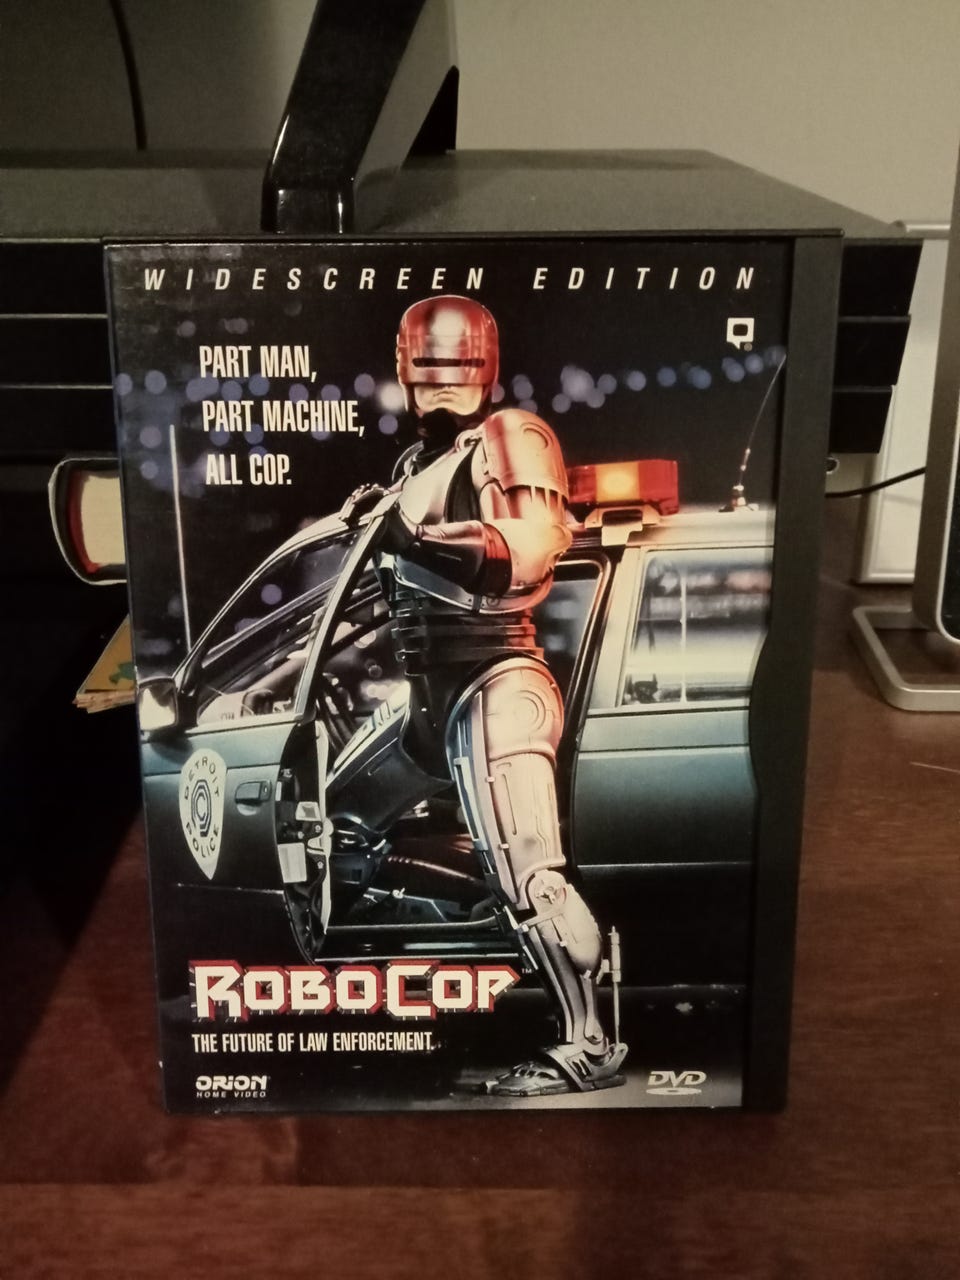 WIDESCREEN EDITION
PART MAN,
PART MACHINE,
ALL COP.
DETROIT
POLICE
ROBOCOP™
THE FUTURE OF LAW ENFORCEMENT.
ORION
HOME VIDEO
DVD